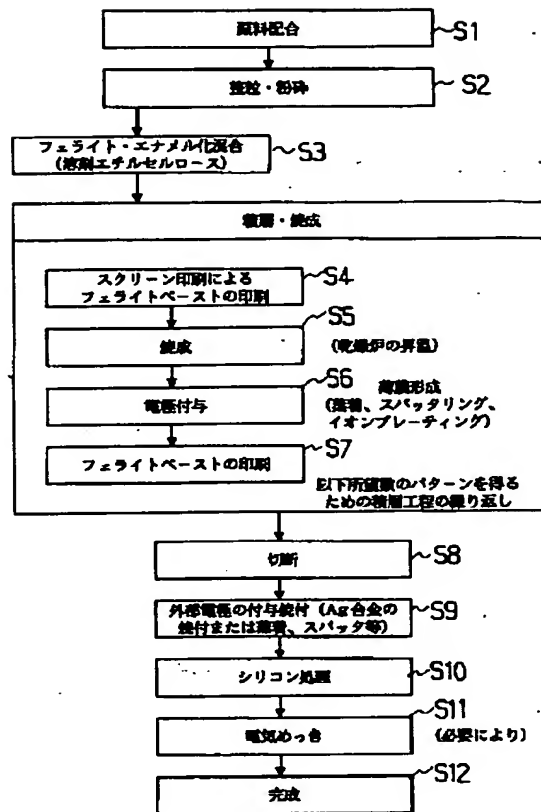 原料配合
S1
整粒・粉砕
S2
フェライト・エナメル化混合
(溶剤エチルセルロース)
S3
積層・焼成
スクリーン印刷による
フェライトペーストの印刷
S4
焼成
S5
(乾燥炉の昇温)
電極付与
S6
薄膜形成
(蒸着、スパッタリング、
イオンプレーティング)
フェライトペーストの印刷
S7
以下所望数のパターンを得る
ための積層工程の繰り返し
切断
S8
外部電極の付与焼付(Ag合金の
焼付または蒸着、スパッタ等)
S9
シリコン処理
S10
電気めっき
S11
(必要により)
完成
S12